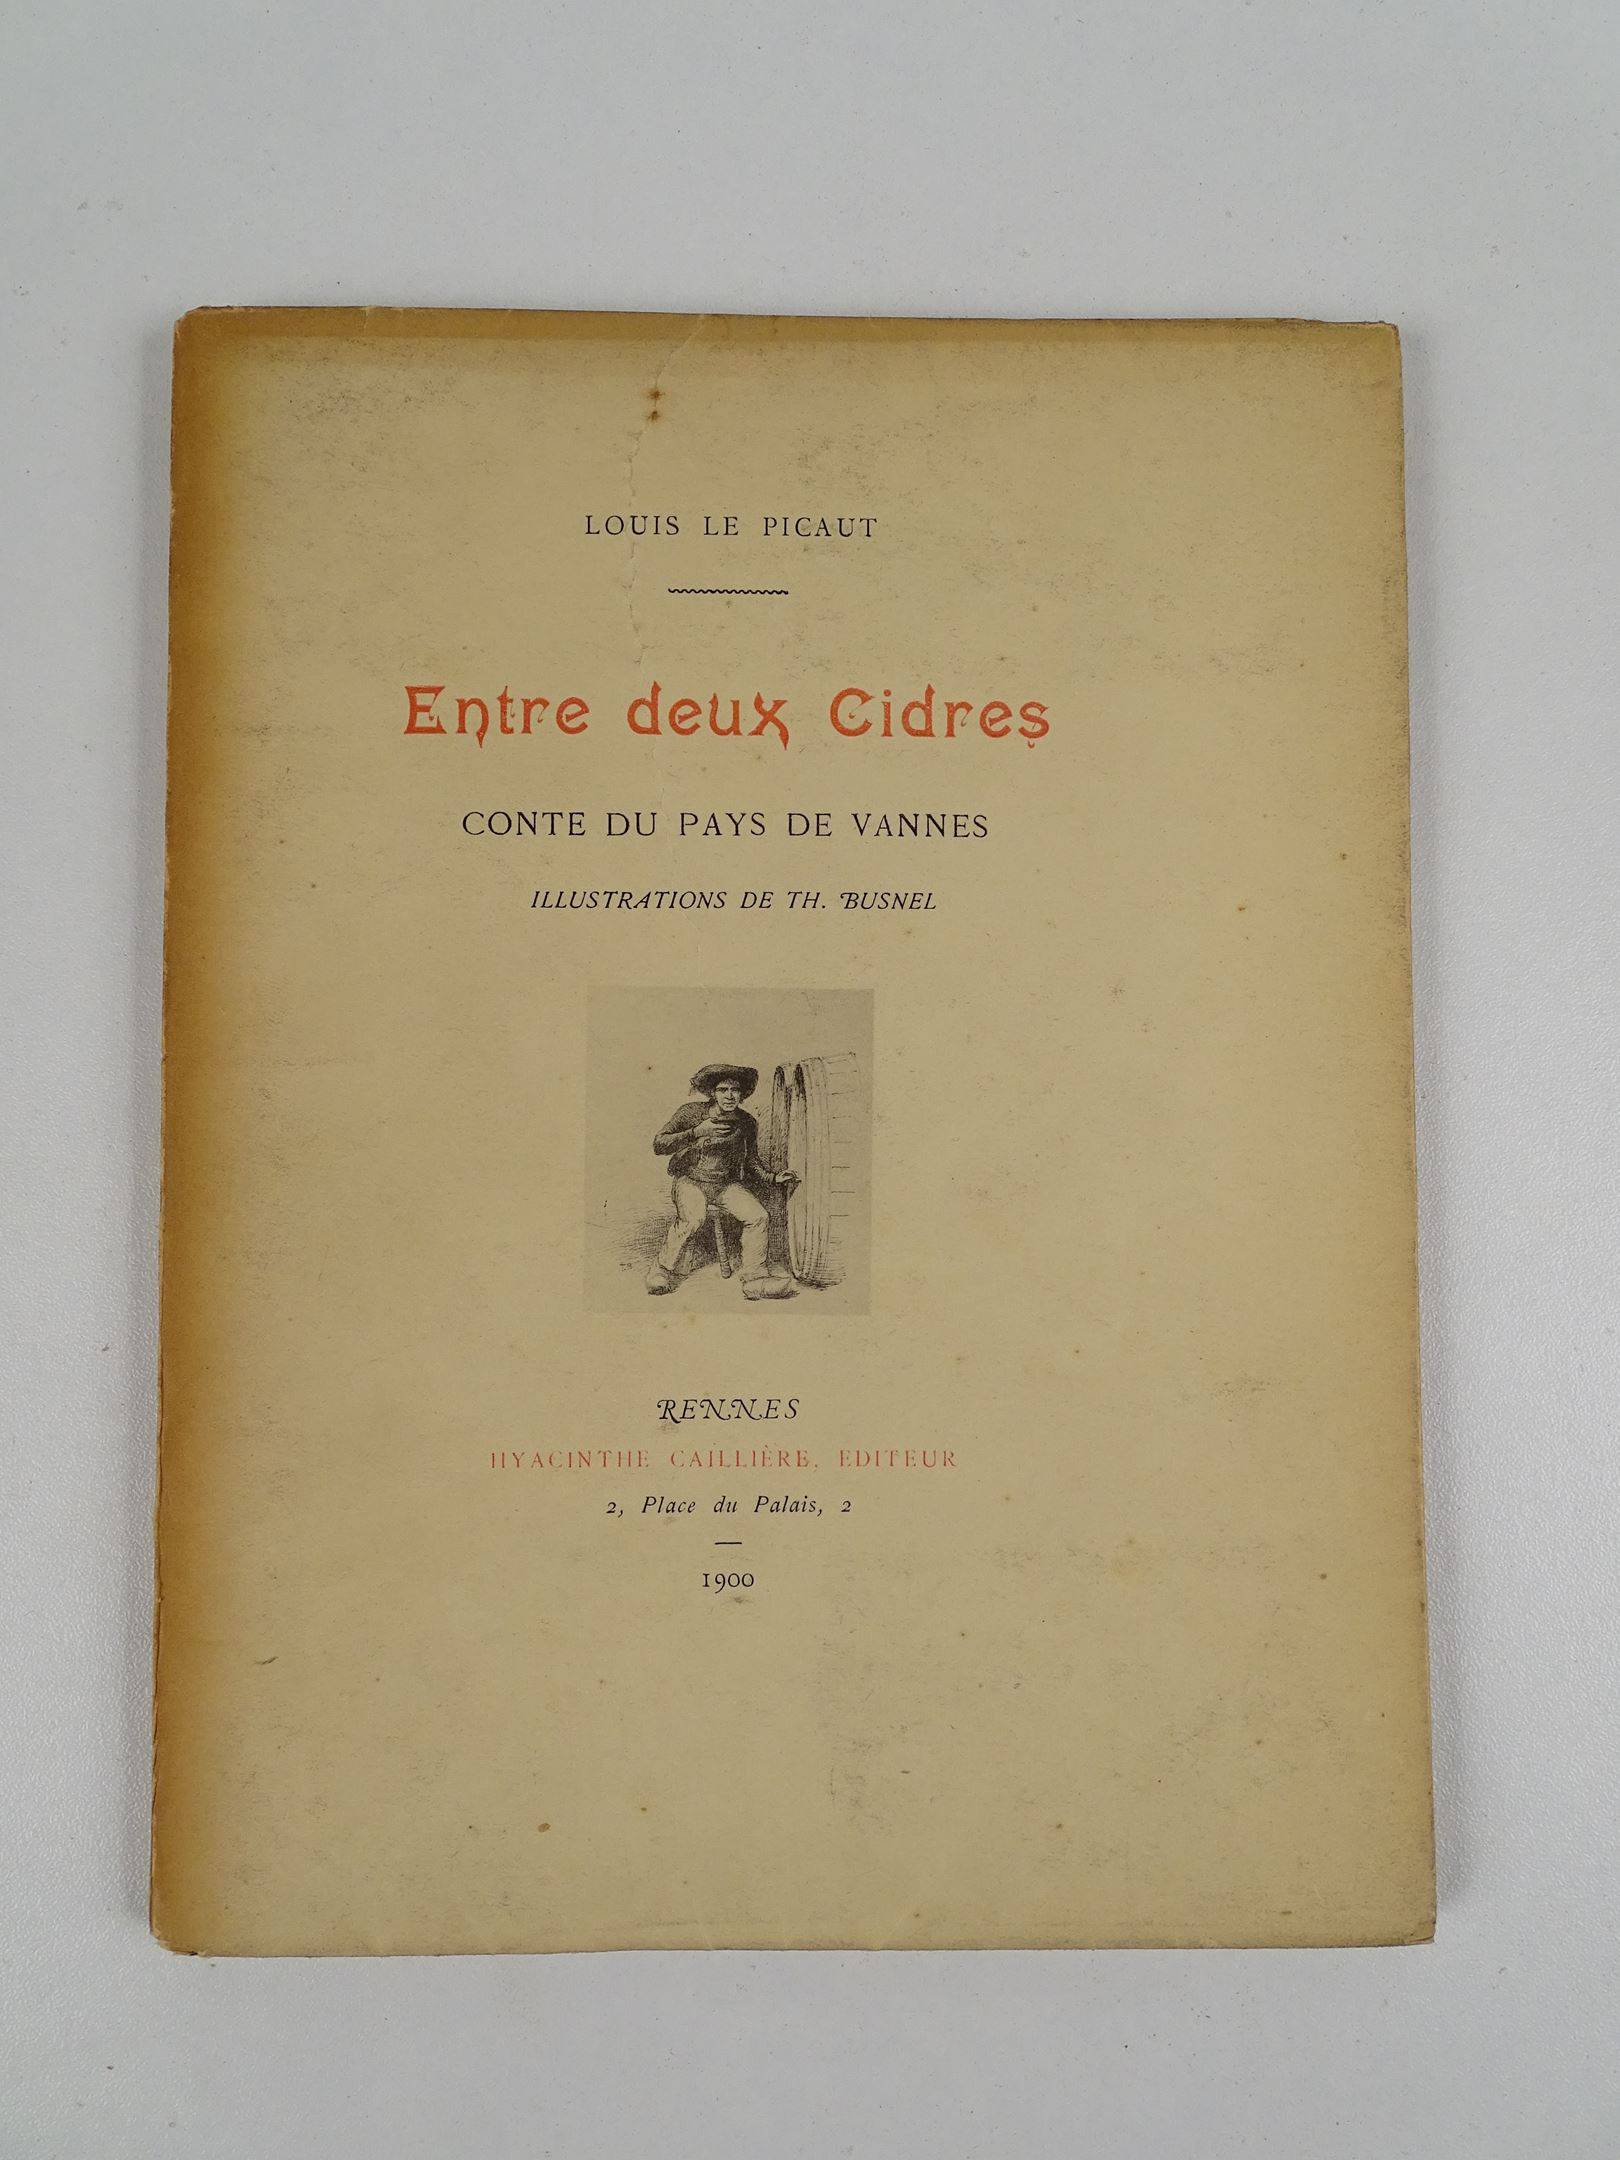 LOUIS LE PICAUT
Entre deux Cidres
CONTE DU PAYS DE VANNES
ILLUSTRATIONS DE TH. BUSNEL
RENNES
HYACINTHE CAILLIÈRE, EDITEUR
2, Place du Palais, 2
1900